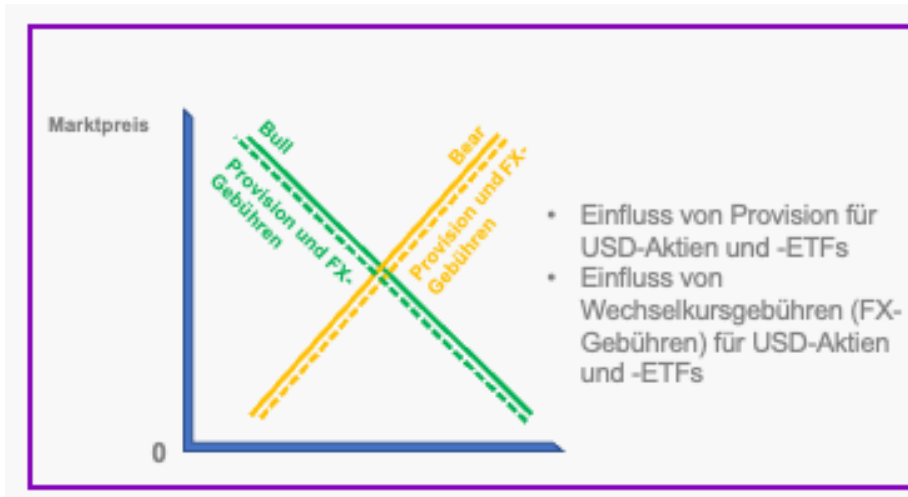 Marktpreis
Bull
Provision und FX-
Gebühren
Bear
Provision und FX-
Gebühren
0
• Einfluss von Provision für
USD-Aktien und -ETFs
• Einfluss von
Wechselkursgebühren (FX-
Gebühren) für USD-Aktien
und -ETFs